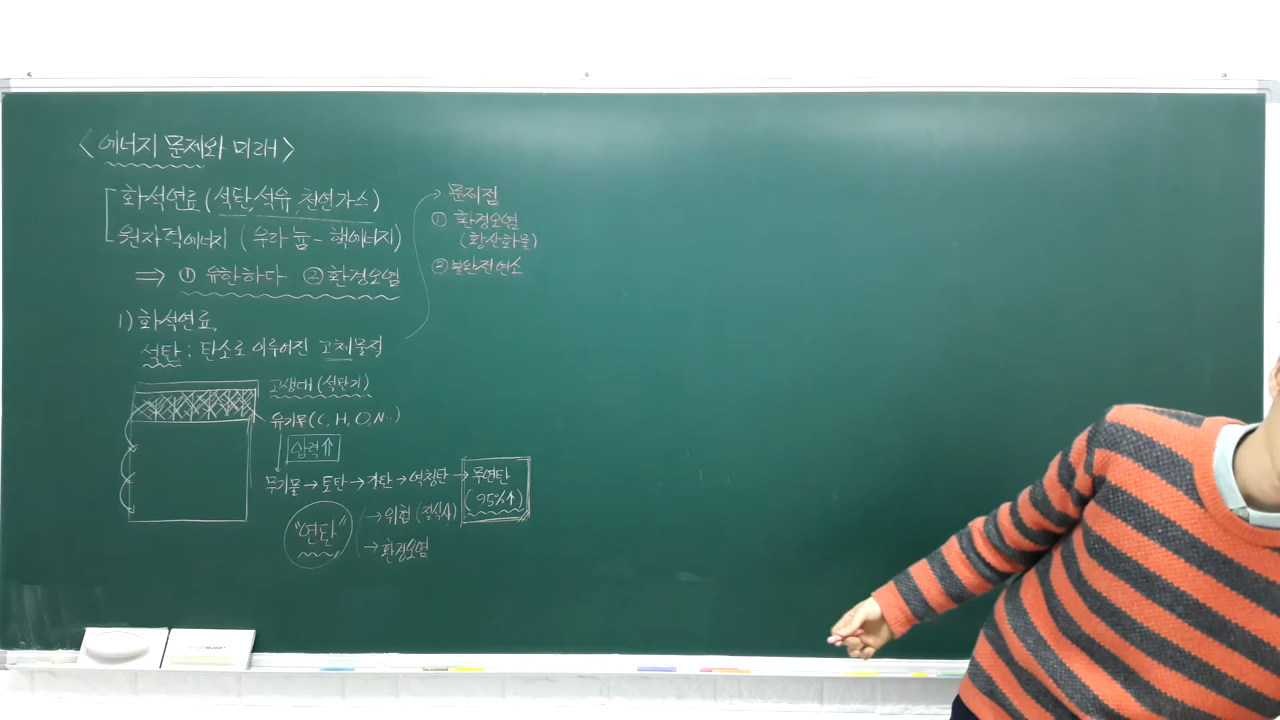 <에너지 문제와 미래>
화석연료 (석탄, 석유, 천연가스)
원자력에너지 (우라늄 - 핵에너지)
⇒ ① 유한하다 ② 환경오염
1) 화석연료,
석탄 : 탄소로 이루어진 고체물질
고생대 (석탄기)
유기물 (C, H, O, N..)
압력⇈
무기물 → 토탄 → 갈탄 → 역청탄 → 무연탄
(95%↑)
"연탄"
→ 위험 (질식사)
→ 환경오염
→ 문제점
① 환경오염
(황산화물)
② 불완전연소